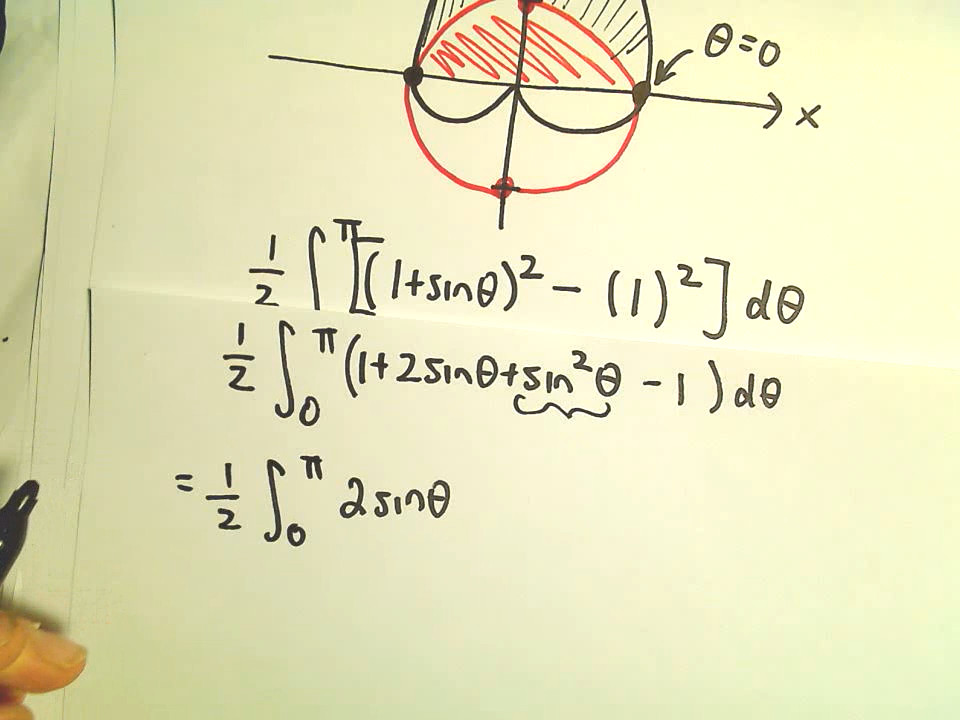 θ=0
x
1/2 ∫^π [(1+sinθ)² − (1)²] dθ
1/2 ∫₀^π (1+2sinθ+sin²θ − 1) dθ
= 1/2 ∫₀^π 2sinθ